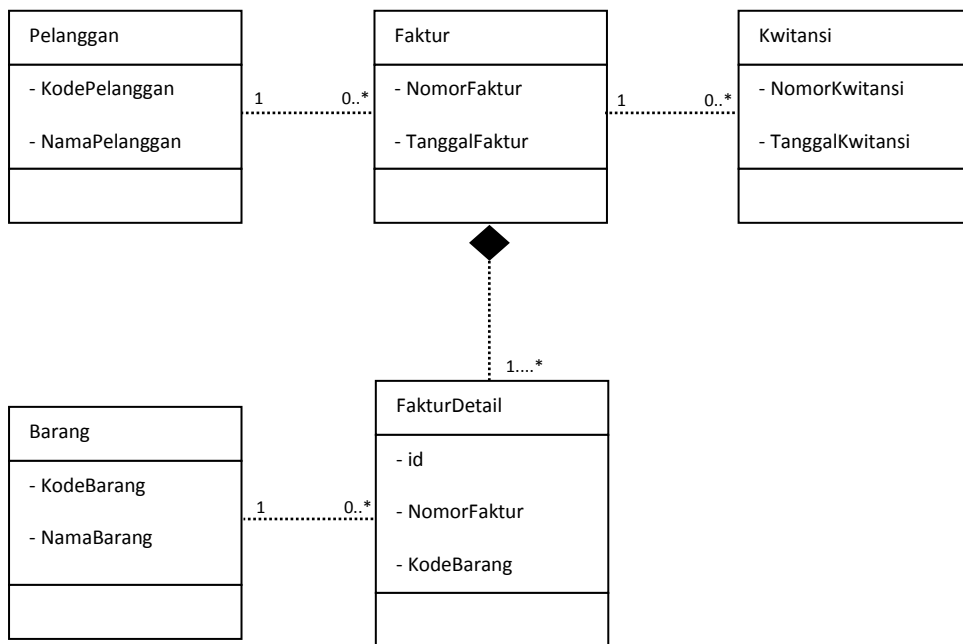 Pelanggan
- KodePelanggan
- NamaPelanggan
1
0..*
Faktur
- NomorFaktur
- TanggalFaktur
1
0..*
Kwitansi
- NomorKwitansi
- TanggalKwitansi
1....*
Barang
- KodeBarang
- NamaBarang
1
0..*
FakturDetail
- id
- NomorFaktur
- KodeBarang